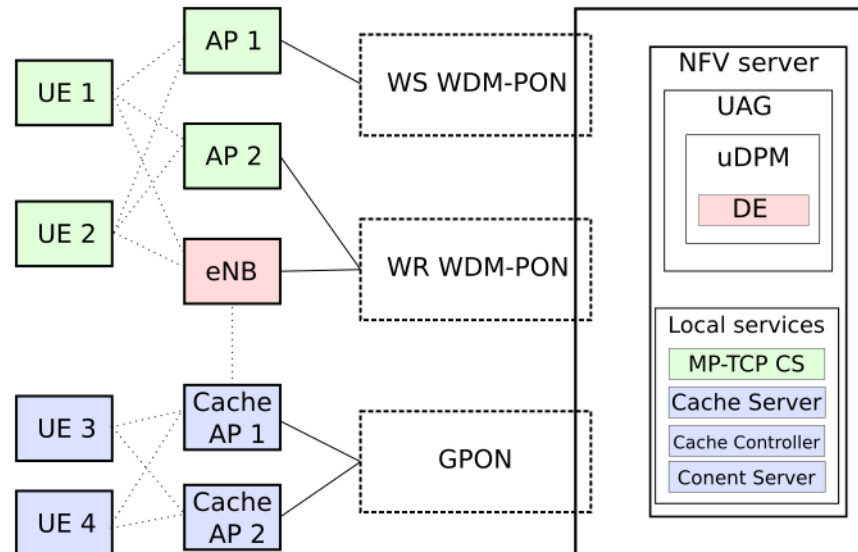 AP 1
WS WDM-PON
NFV server
UE 1
UAG
AP 2
uDPM
DE
UE 2
eNB
WR WDM-PON
Local services
MP-TCP CS
Cache
AP 1
Cache Server
UE 3
GPON
Cache Controller
Conent Server
UE 4
Cache
AP 2